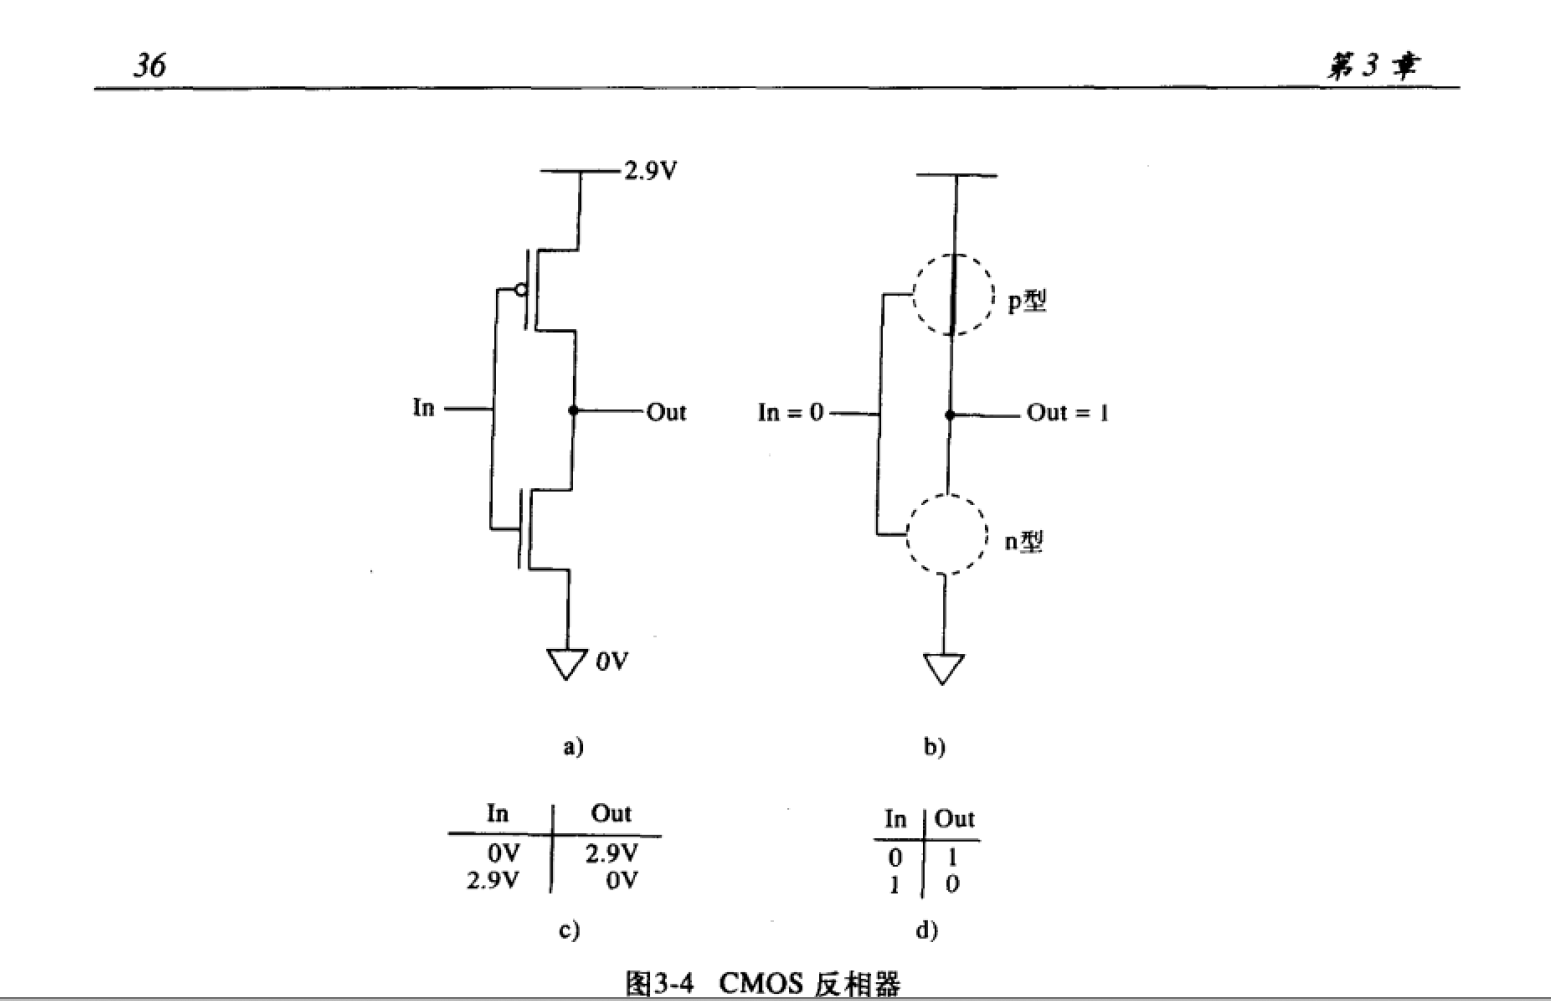 36
第3章
2.9V
p型
In
Out
In = 0
Out = 1
n型
0V
a)
b)
In Out
0V 2.9V
2.9V 0V
c)
In Out
0 1
1 0
d)
图3-4 CMOS 反相器